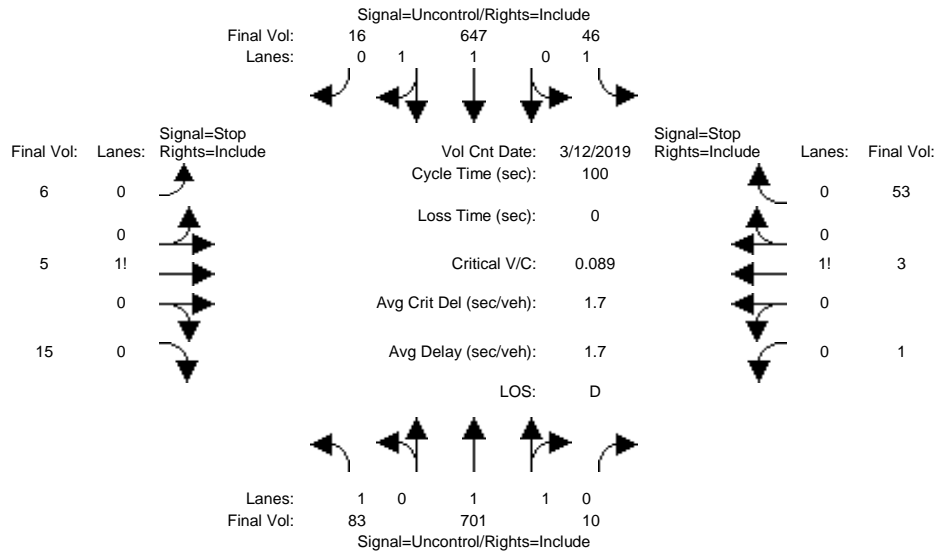 Signal=Uncontrol/Rights=Include
Final Vol: 16 647 46
Lanes: 0 1 1 0 1
Signal=Stop
Final Vol: Lanes: Rights=Include
Vol Cnt Date: 3/12/2019
Signal=Stop
Rights=Include Lanes: Final Vol:
Cycle Time (sec): 100
6 0
0 53
Loss Time (sec): 0
0
0
5 1!
Critical V/C: 0.089
1! 3
0
Avg Crit Del (sec/veh): 1.7
0
15 0
Avg Delay (sec/veh): 1.7
0 1
LOS: D
Lanes: 1 0 1 1 0
Final Vol: 83 701 10
Signal=Uncontrol/Rights=Include